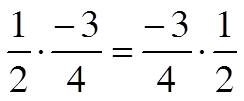 1/2 · -3/4 = -3/4 · 1/2